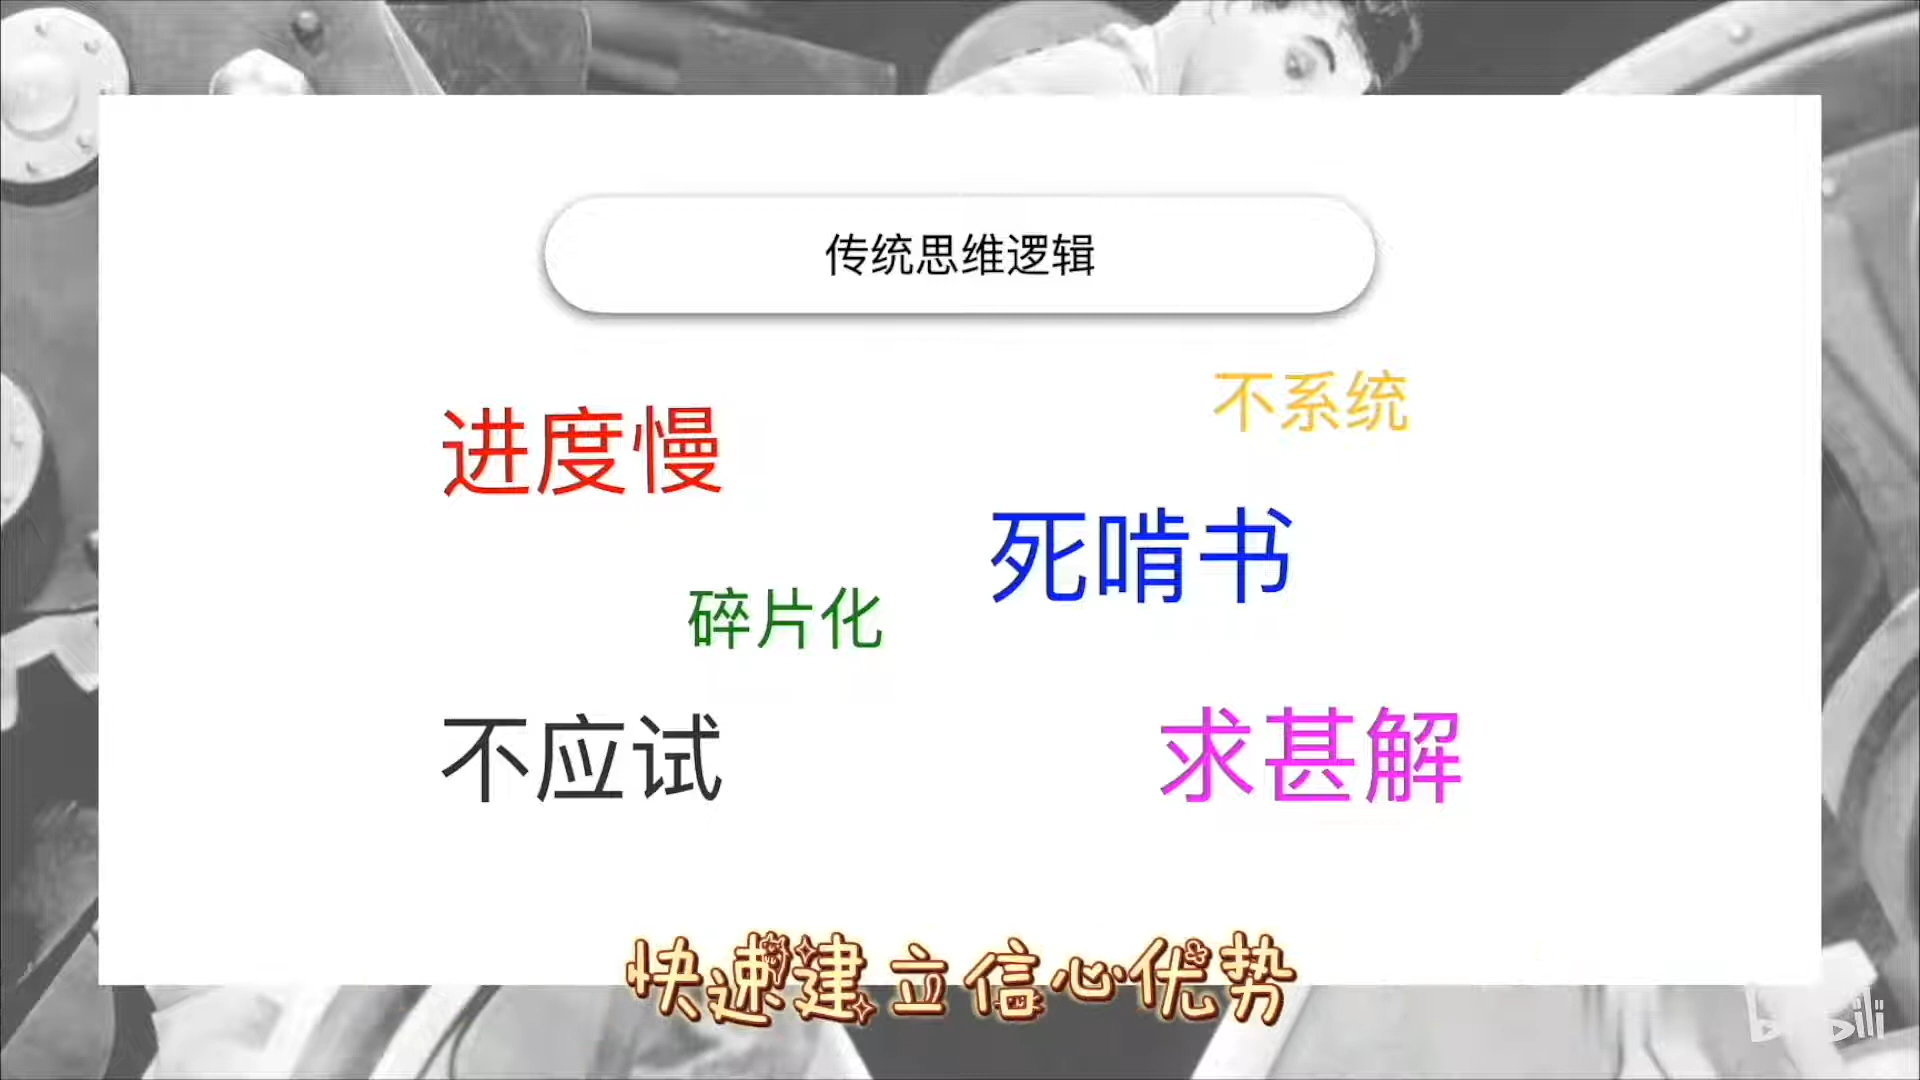 传统思维逻辑
不系统
进度慢
死啃书
碎片化
不应试
求甚解
快速建立信心优势
bilibili